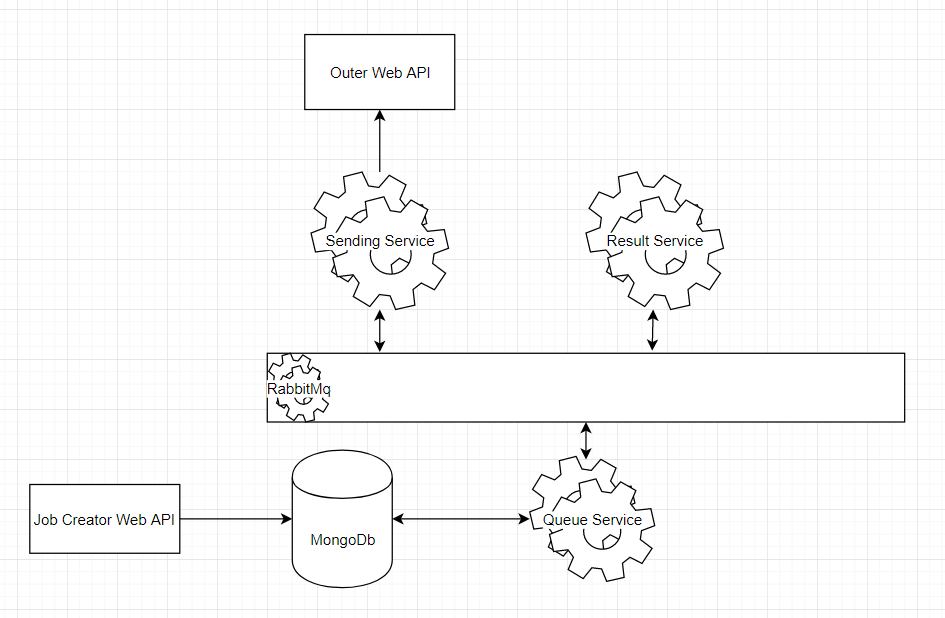 Outer Web API
Sending Service
Result Service
RabbitMq
Job Creator Web API
MongoDb
Queue Service